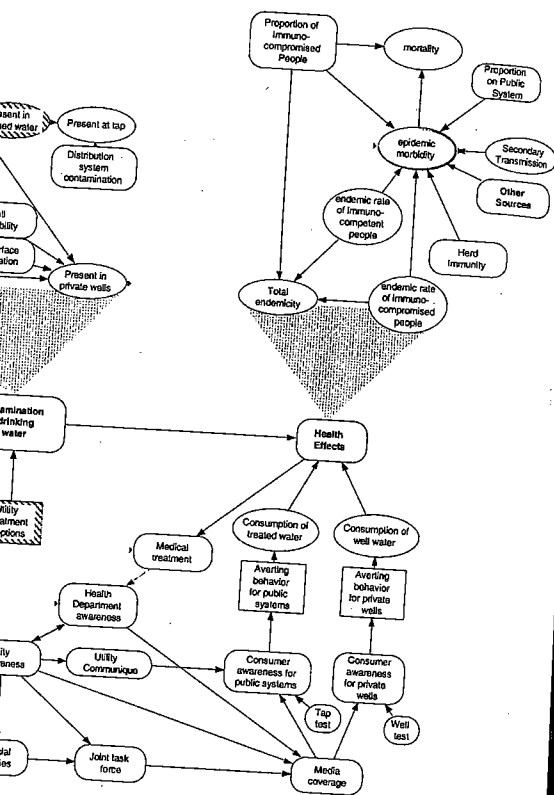 Proportion of
Immuno-
compromised
People
mortality
Proportion
on Public
System
epidemic
morbidity
Secondary
Transmission
Other
Sources
endemic rate
of immuno-
competent
people
Herd
Immunity
Total
endemicity
endemic rate
of immuno-
compromised
people
Present at tap
Distribution
system
contamination
Present in
private wells
drinking
water
Health
Effects
Medical
treatment
Consumption of
treated water
Consumption of
well water
Averting
behavior
for public
systems
Averting
behavior
for private
wells
Health
Department
awareness
Utility
Communique
Consumer
awareness for
public systems
Consumer
awareness
for private
wells
Tap
test
Well
test
Joint task
force
Media
coverage